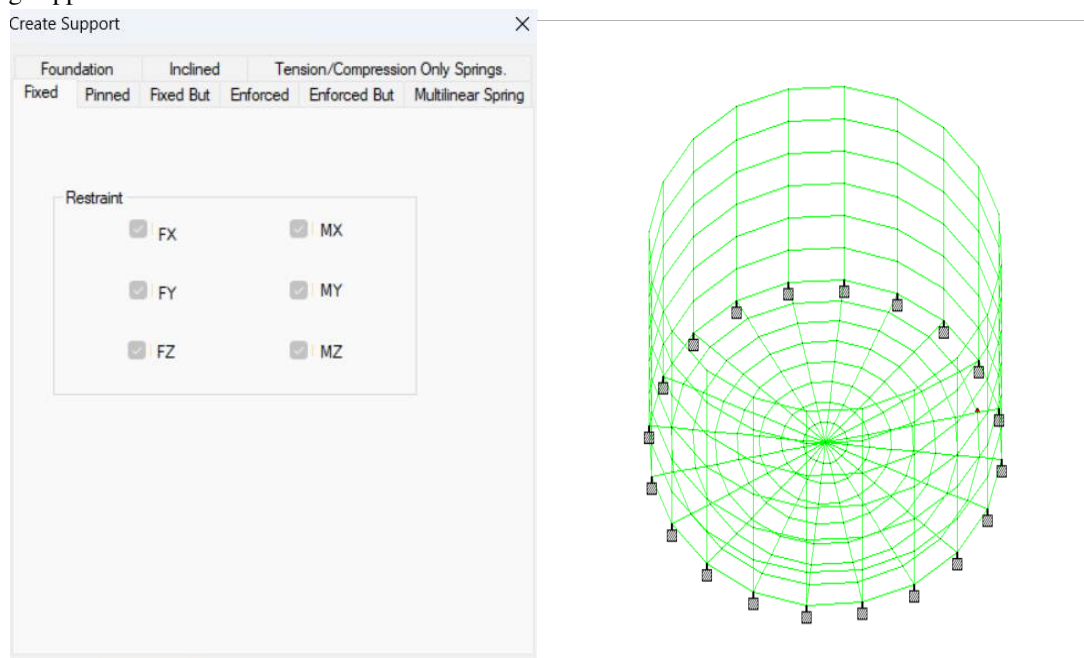 Create Support
Foundation Inclined Tension/Compression Only Springs.
Fixed Pinned Fixed But Enforced Enforced But Multilinear Spring
Restraint
FX MX
FY MY
FZ MZ